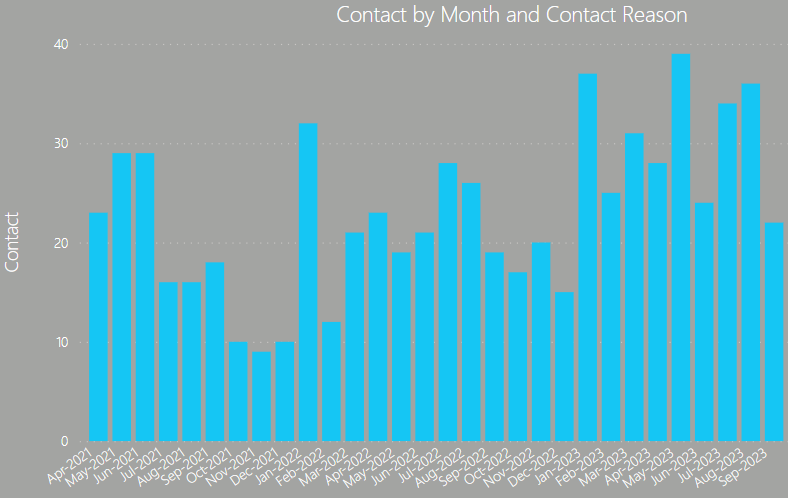 Contact by Month and Contact Reason
40
30
20
10
0
Contact
Apr-2021
May-2021
Jun-2021
Jul-2021
Aug-2021
Sep-2021
Oct-2021
Nov-2021
Dec-2021
Jan-2022
Feb-2022
Mar-2022
Apr-2022
May-2022
Jun-2022
Jul-2022
Aug-2022
Sep-2022
Oct-2022
Nov-2022
Dec-2022
Jan-2023
Feb-2023
Mar-2023
Apr-2023
May-2023
Jun-2023
Jul-2023
Aug-2023
Sep-2023